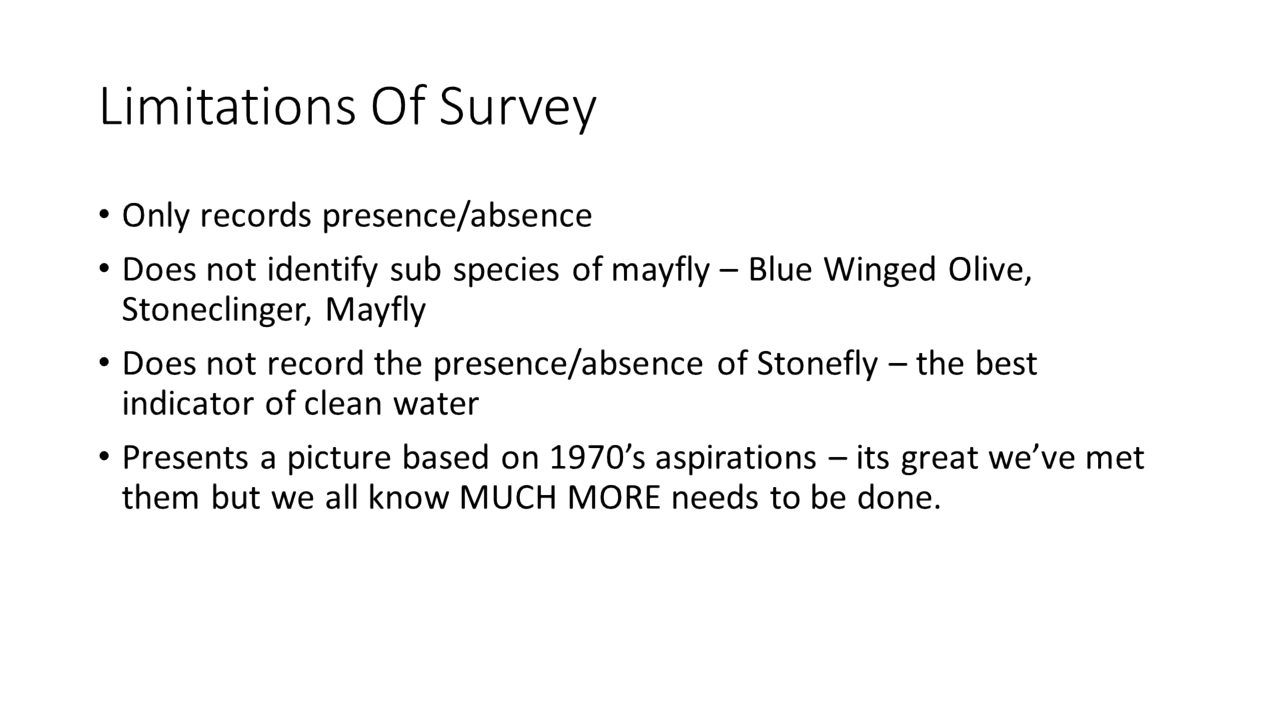 Limitations Of Survey
• Only records presence/absence
• Does not identify sub species of mayfly – Blue Winged Olive,
Stoneclinger, Mayfly
• Does not record the presence/absence of Stonefly – the best
indicator of clean water
• Presents a picture based on 1970’s aspirations – its great we’ve met
them but we all know MUCH MORE needs to be done.